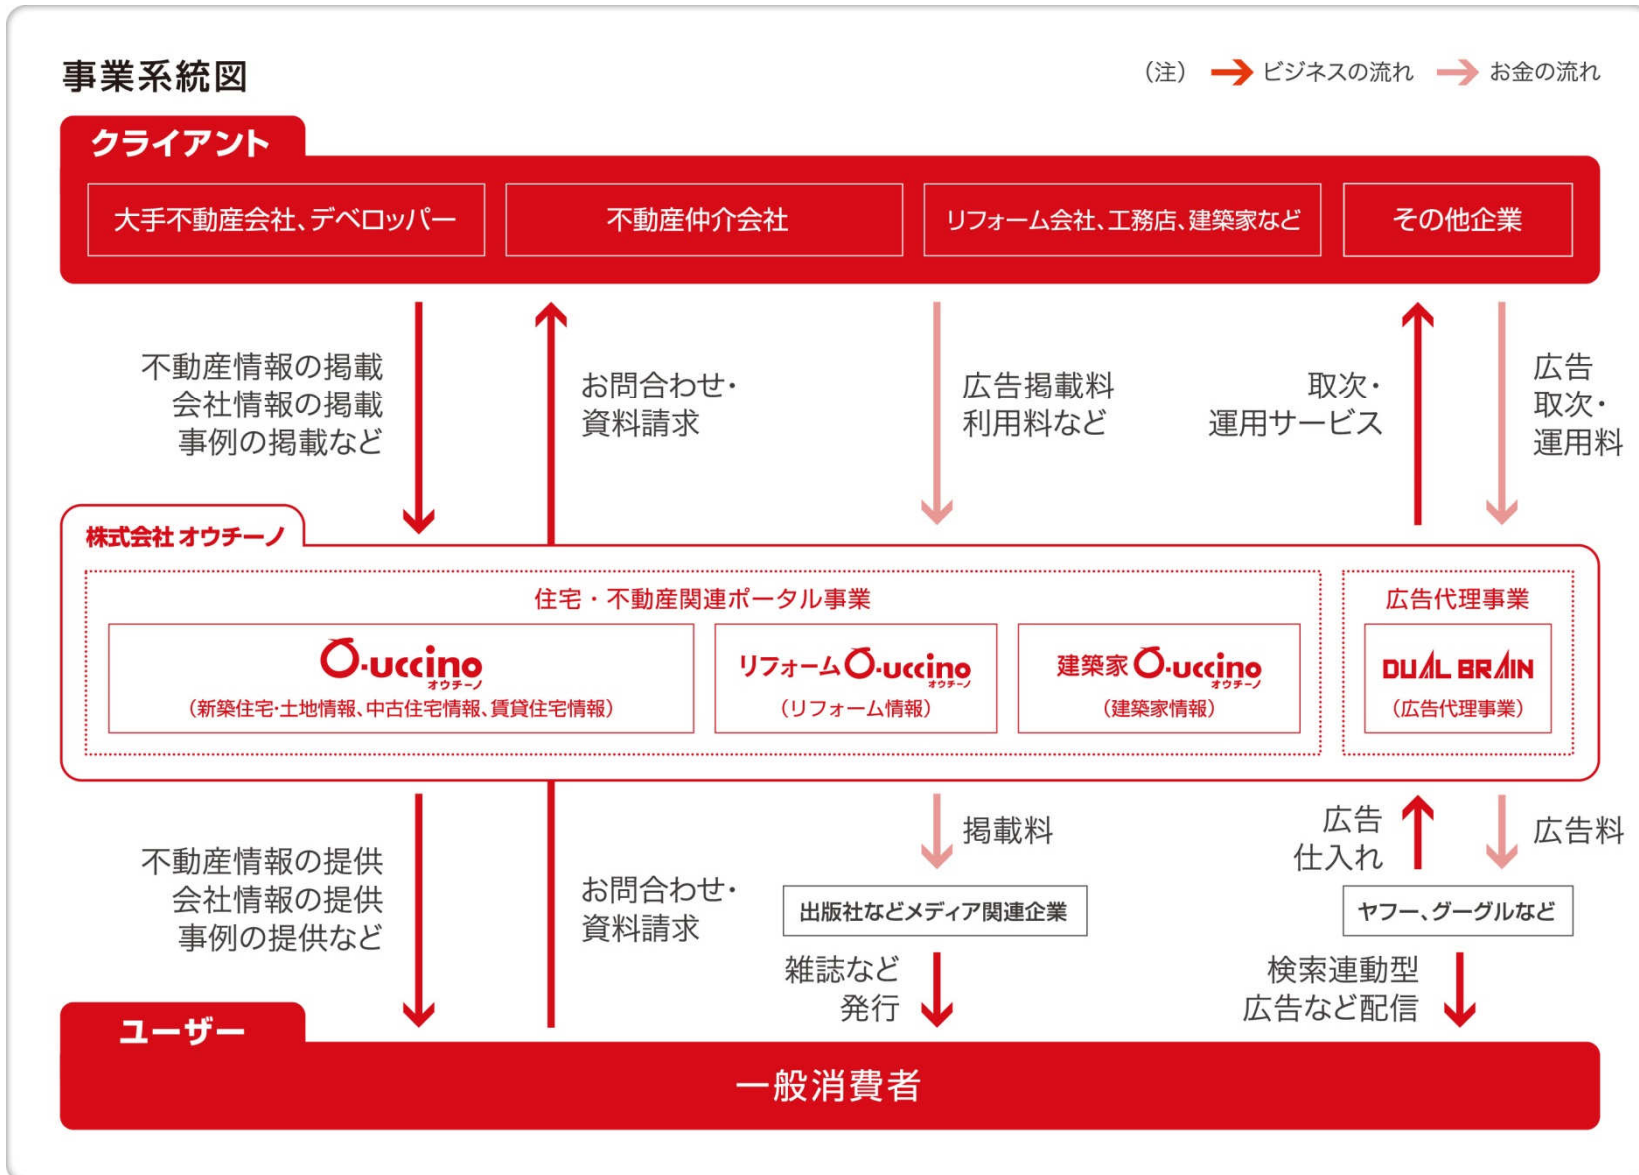 事業系統図
(注) ビジネスの流れ お金の流れ
クライアント
大手不動産会社、デベロッパー
不動産仲介会社
リフォーム会社、工務店、建築家など
その他企業
不動産情報の掲載
会社情報の掲載
事例の掲載など
お問合わせ・
資料請求
広告掲載料
利用料など
取次・
運用サービス
広告
取次・
運用料
株式会社オウチーノ
住宅・不動産関連ポータル事業
O-uccino
オウチーノ
(新築住宅・土地情報、中古住宅情報、賃貸住宅情報)
リフォームO-uccino
オウチーノ
(リフォーム情報)
建築家O-uccino
オウチーノ
(建築家情報)
広告代理事業
DUAL BRAIN
(広告代理事業)
不動産情報の提供
会社情報の提供
事例の提供など
お問合わせ・
資料請求
掲載料
出版社などメディア関連企業
雑誌など
発行
広告
仕入れ
広告料
ヤフー、グーグルなど
検索連動型
広告など配信
ユーザー
一般消費者